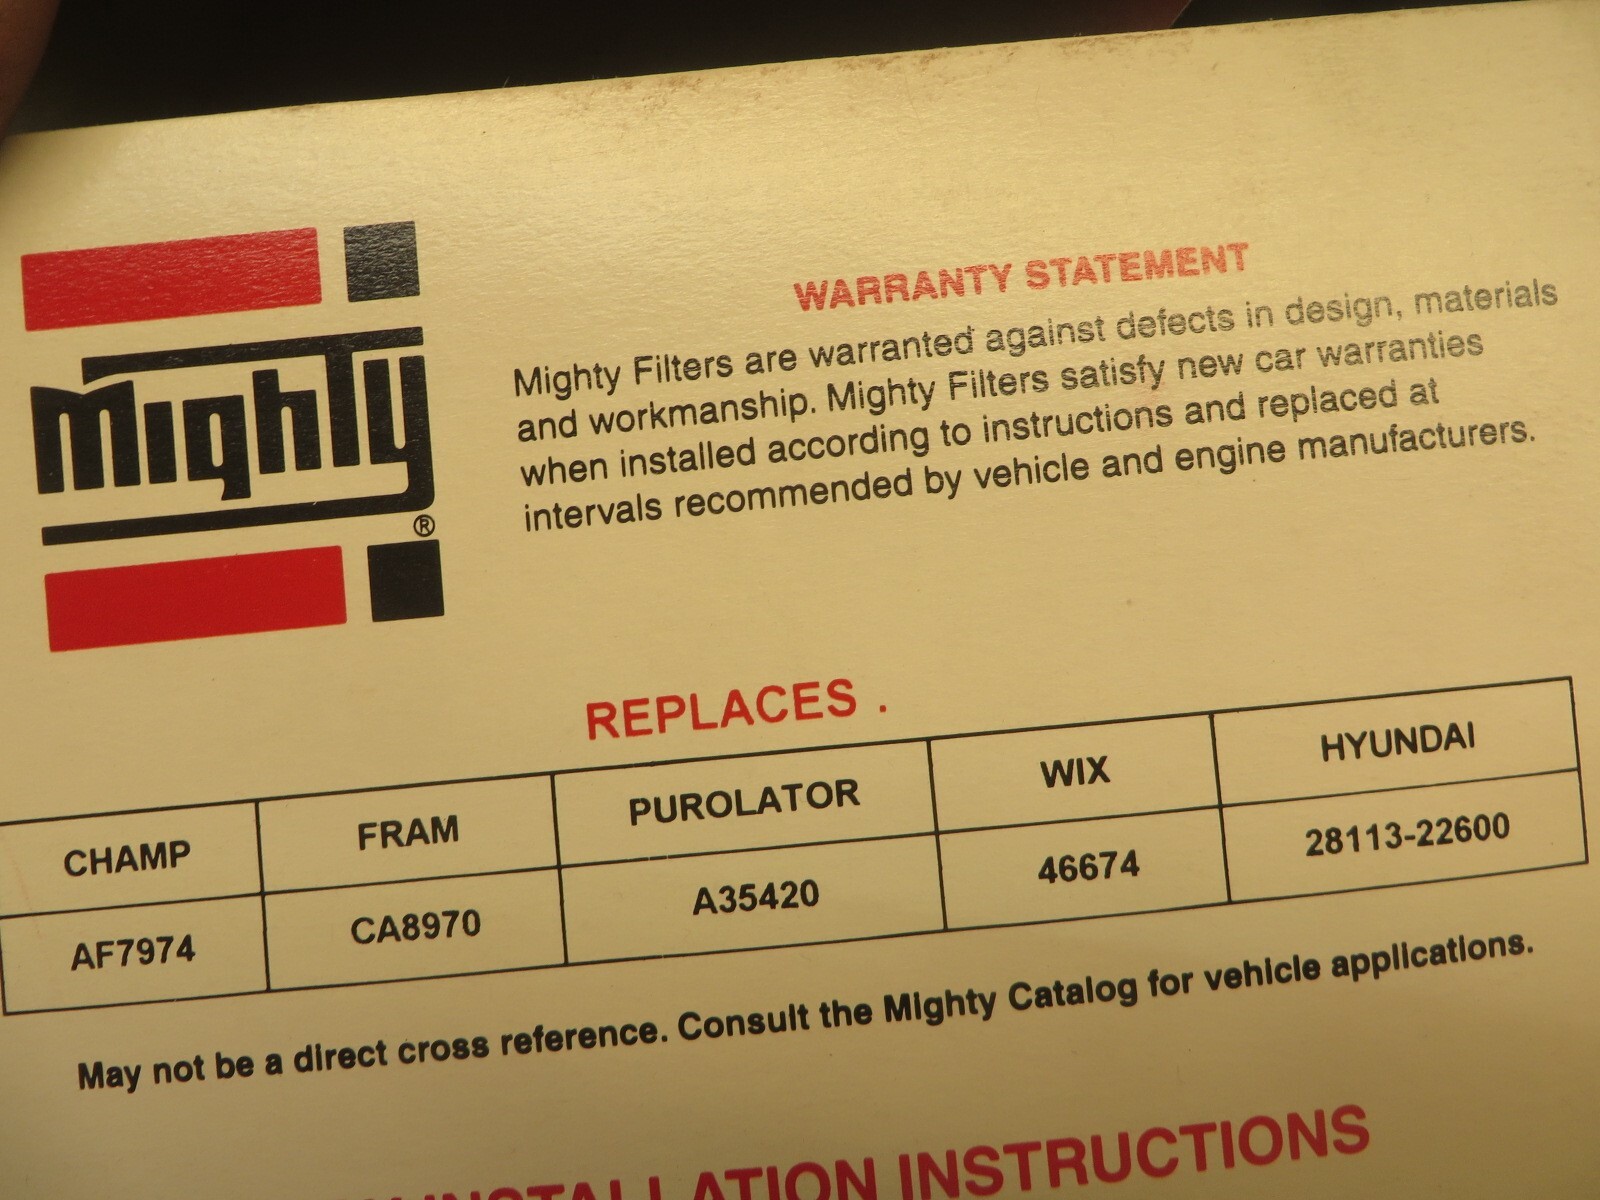 Mighty®
WARRANTY STATEMENT
Mighty Filters are warranted against defects in design, materials
and workmanship. Mighty Filters satisfy new car warranties
when installed according to instructions and replaced at
intervals recommended by vehicle and engine manufacturers.
REPLACES .
CHAMP FRAM PUROLATOR WIX HYUNDAI
AF7974 CA8970 A35420 46674 28113-22600
May not be a direct cross reference. Consult the Mighty Catalog for vehicle applications.
INSTALLATION INSTRUCTIONS